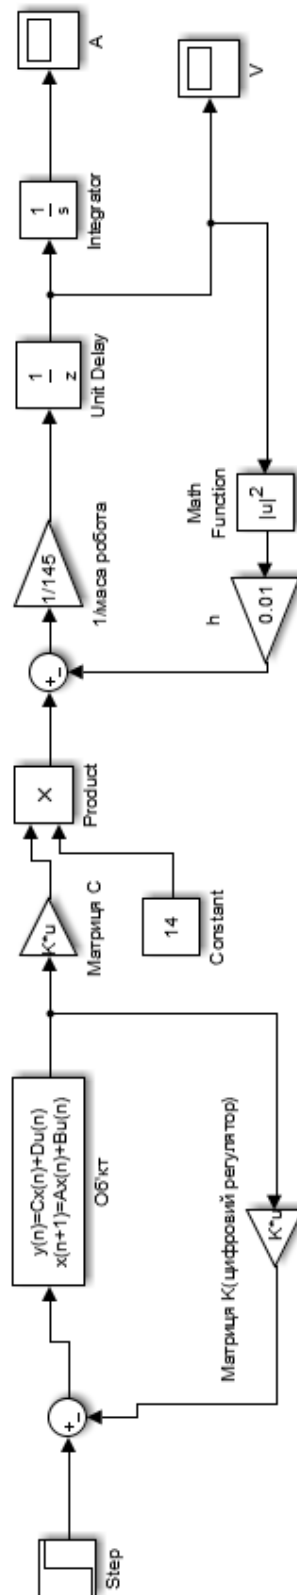 Step
+
-
y(n)=Cx(n)+Du(n)
x(n+1)=Ax(n)+Bu(n)
Об'кт
K*u
Матриця K(цифровий регулятор)
K*u
Матриця C
14
Constant
×
Product
+
-
1/145
1/маса робота
1
z
Unit Delay
1
s
Integrator
A
V
Math
Function
|u|2
h
0.01